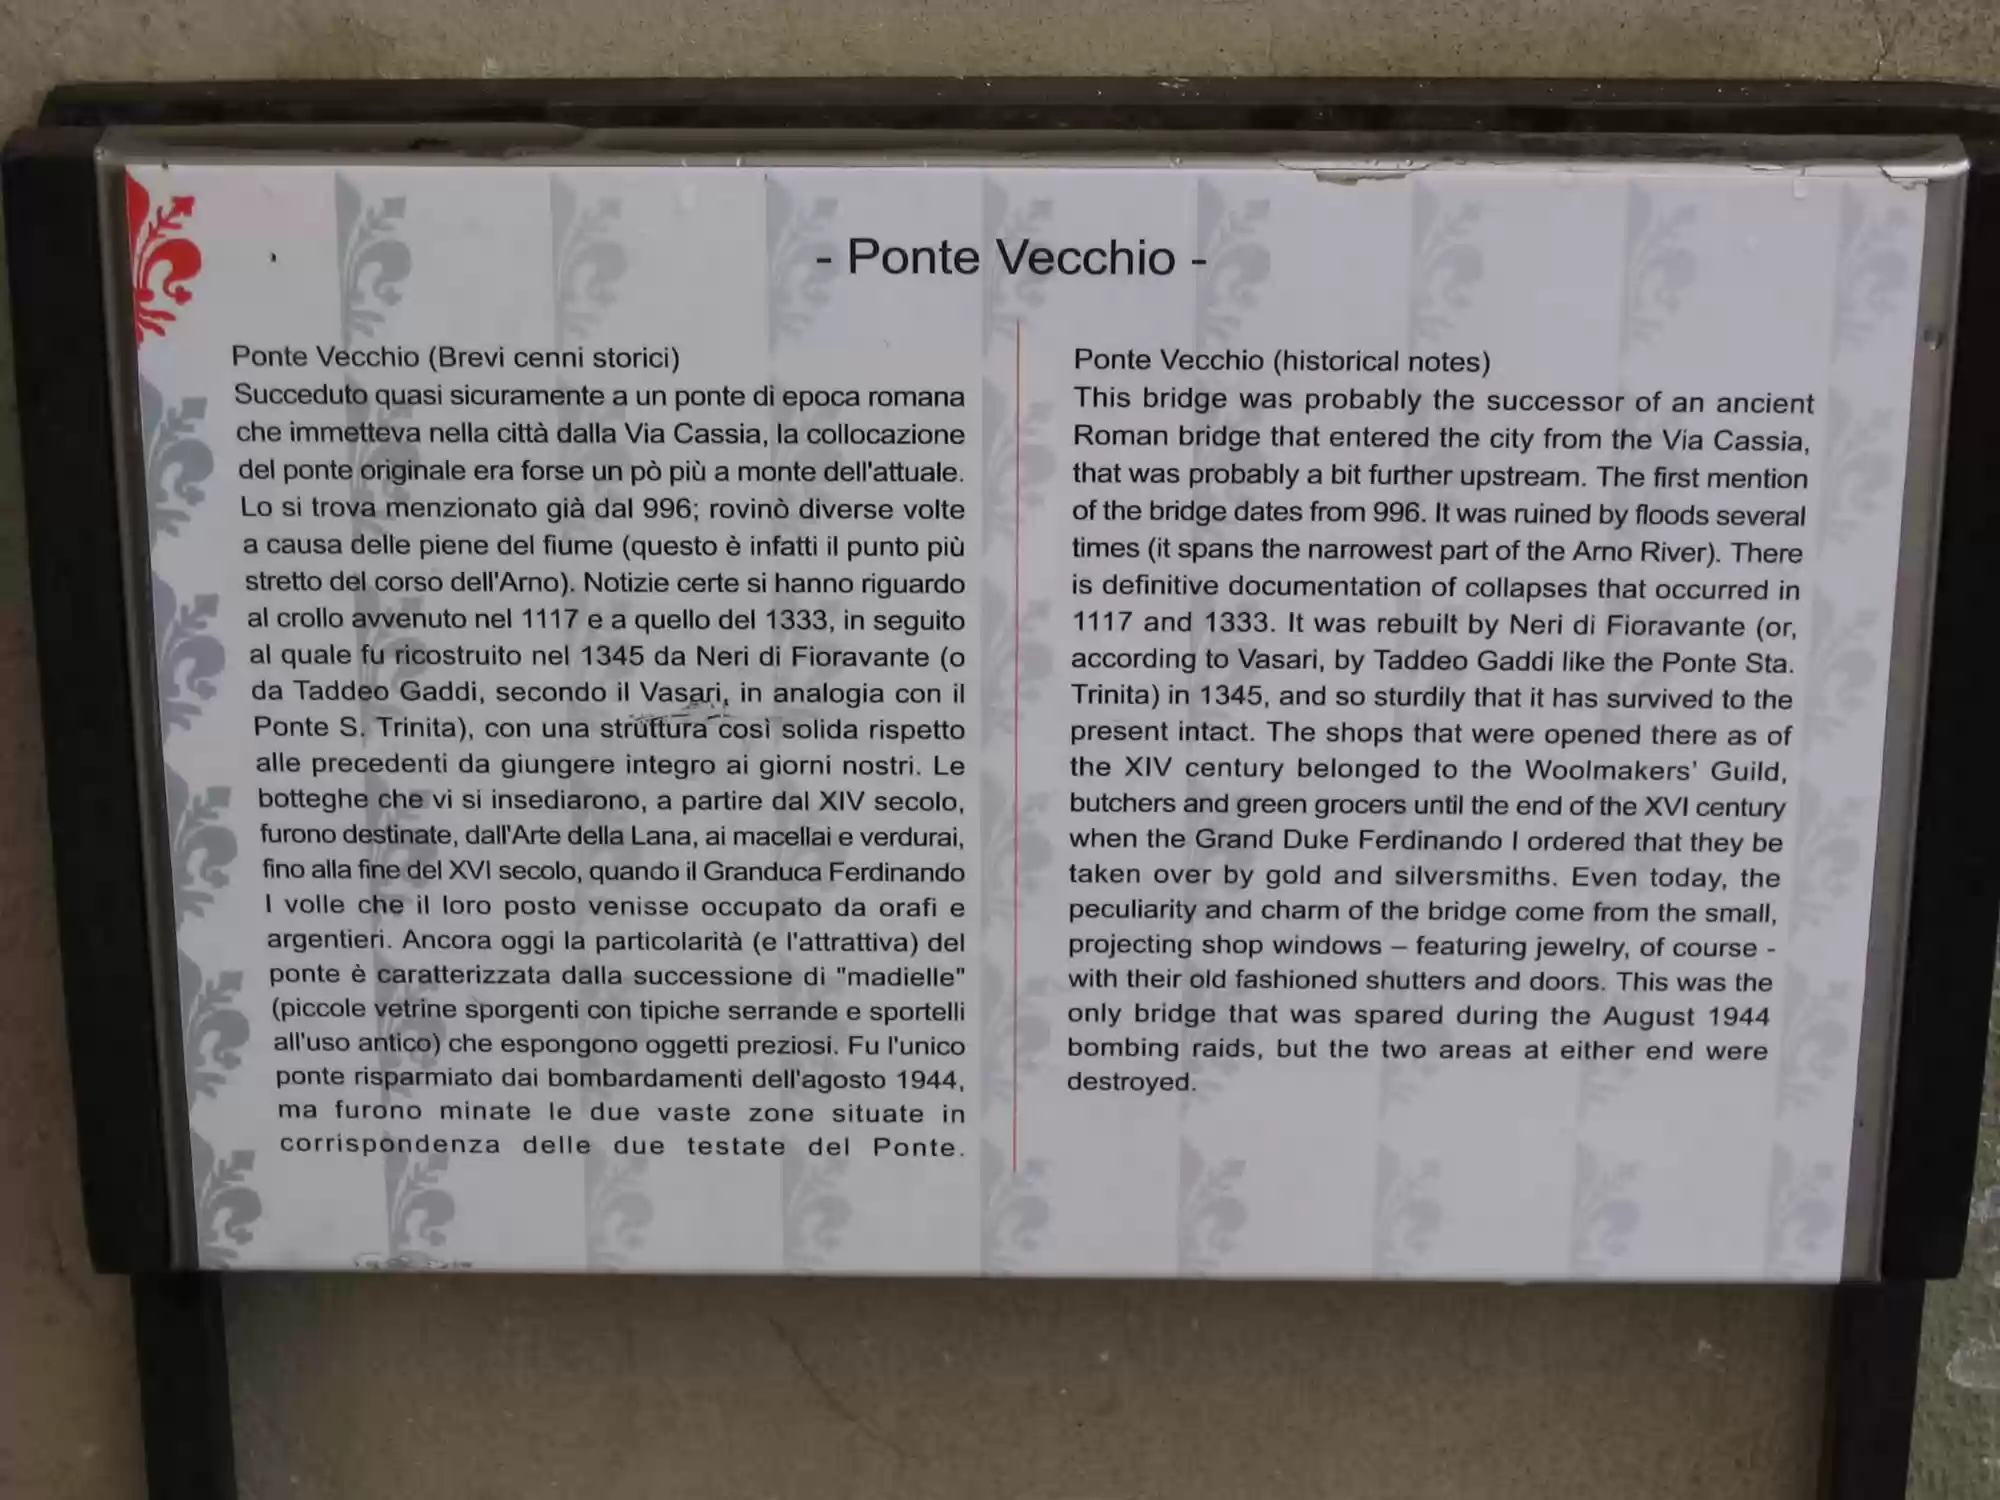 - Ponte Vecchio -
Ponte Vecchio (Brevi cenni storici)
Succeduto quasi sicuramente a un ponte di epoca romana
che immetteva nella città dalla Via Cassia, la collocazione
del ponte originale era forse un pò più a monte dell'attuale.
Lo si trova menzionato già dal 996; rovinò diverse volte
a causa delle piene del fiume (questo è infatti il punto più
stretto del corso dell'Arno). Notizie certe si hanno riguardo
al crollo avvenuto nel 1117 e a quello del 1333, in seguito
al quale fu ricostruito nel 1345 da Neri di Fioravante (o
da Taddeo Gaddi, secondo il Vasari, in analogia con il
Ponte S. Trinita), con una struttura così solida rispetto
alle precedenti da giungere integro ai giorni nostri. Le
botteghe che vi si insediarono, a partire dal XIV secolo,
furono destinate, dall'Arte della Lana, ai macellai e verdurai,
fino alla fine del XVI secolo, quando il Granduca Ferdinando
I volle che il loro posto venisse occupato da orafi e
argentieri. Ancora oggi la particolarità (e l'attrattiva) del
ponte è caratterizzata dalla successione di "madielle"
(piccole vetrine sporgenti con tipiche serrande e sportelli
all'uso antico) che espongono oggetti preziosi. Fu l'unico
ponte risparmiato dai bombardamenti dell'agosto 1944,
ma furono minate le due vaste zone situate in
corrispondenza delle due testate del Ponte.
Ponte Vecchio (historical notes)
This bridge was probably the successor of an ancient
Roman bridge that entered the city from the Via Cassia,
that was probably a bit further upstream. The first mention
of the bridge dates from 996. It was ruined by floods several
times (it spans the narrowest part of the Arno River). There
is definitive documentation of collapses that occurred in
1117 and 1333. It was rebuilt by Neri di Fioravante (or,
according to Vasari, by Taddeo Gaddi like the Ponte Sta.
Trinita) in 1345, and so sturdily that it has survived to the
present intact. The shops that were opened there as of
the XIV century belonged to the Woolmakers' Guild,
butchers and green grocers until the end of the XVI century
when the Grand Duke Ferdinando I ordered that they be
taken over by gold and silversmiths. Even today, the
peculiarity and charm of the bridge come from the small,
projecting shop windows – featuring jewelry, of course -
with their old fashioned shutters and doors. This was the
only bridge that was spared during the August 1944
bombing raids, but the two areas at either end were
destroyed.